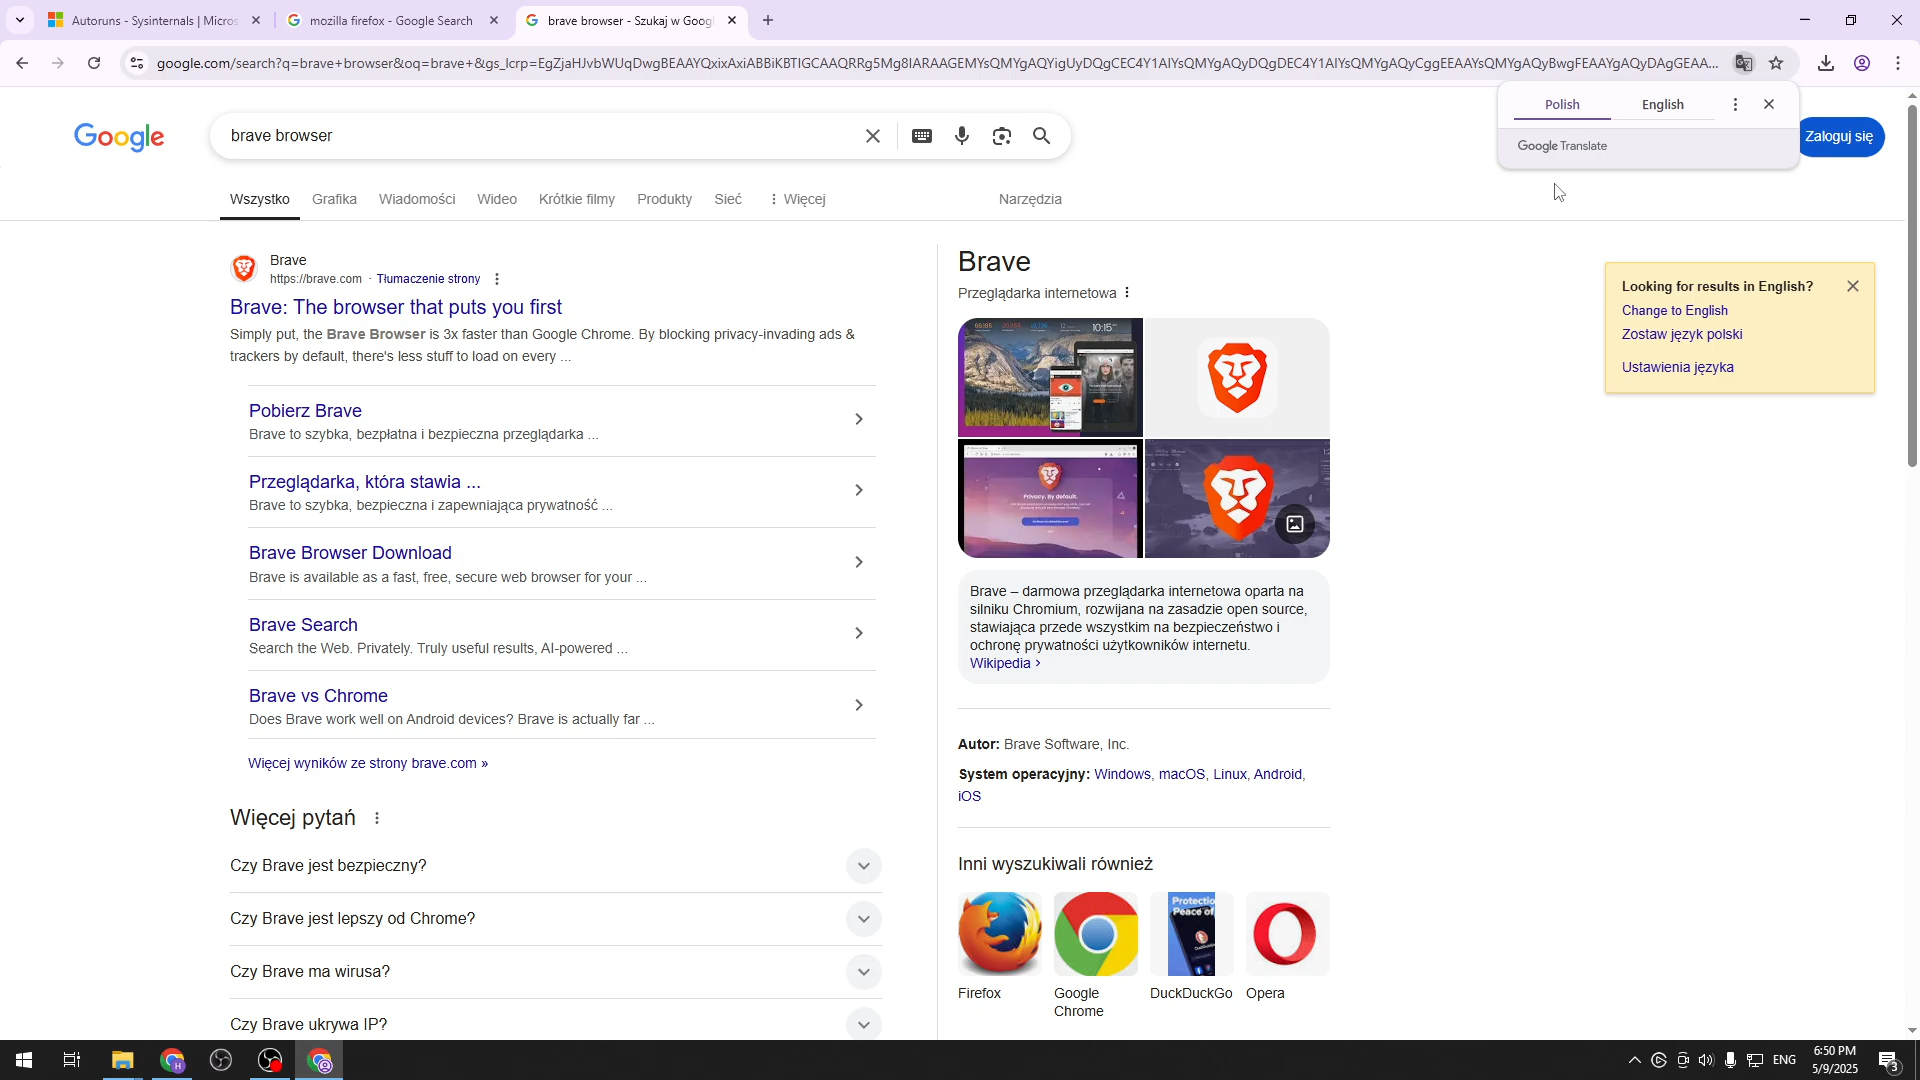 Autoruns - Sysinternals | Micros
mozilla firefox - Google Search
brave browser - Szukaj w Googl
google.com/search?q=brave+browser&oq=brave+&gs_lcrp=EgZjaHJvbWUqDwgBEAAYQxixAxiABBiKBTIGCAAQRRg5Mg8IARAAGEMYsQMYgAQYigUyDQgCEC4Y1AIYsQMYgAQyDQgDEC4Y1AIYsQMYgAQyCggEEAAYsQMYgAQyBwgFEAAYgAQyDAgGEAA...
Polish
English
Google Translate
Google
brave browser
Zaloguj się
Wszystko
Grafika
Wiadomości
Wideo
Krótkie filmy
Produkty
Sieć
Więcej
Narzędzia
Brave
https://brave.com · Tłumaczenie strony
Brave: The browser that puts you first
Simply put, the Brave Browser is 3x faster than Google Chrome. By blocking privacy-invading ads &
trackers by default, there's less stuff to load on every ...
Pobierz Brave
Brave to szybka, bezpłatna i bezpieczna przeglądarka ...
Przeglądarka, która stawia ...
Brave to szybka, bezpieczna i zapewniająca prywatność ...
Brave Browser Download
Brave is available as a fast, free, secure web browser for your ...
Brave Search
Search the Web. Privately. Truly useful results, AI-powered ...
Brave vs Chrome
Does Brave work well on Android devices? Brave is actually far ...
Więcej wyników ze strony brave.com »
Więcej pytań
Czy Brave jest bezpieczny?
Czy Brave jest lepszy od Chrome?
Czy Brave ma wirusa?
Czy Brave ukrywa IP?
Brave
Przeglądarka internetowa
10:15
Privacy. By default.
Brave – darmowa przeglądarka internetowa oparta na
silniku Chromium, rozwijana na zasadzie open source,
stawiająca przede wszystkim na bezpieczeństwo i
ochronę prywatności użytkowników internetu.
Wikipedia ›
Autor: Brave Software, Inc.
System operacyjny: Windows, macOS, Linux, Android,
iOS
Inni wyszukiwali również
Protectio
Peace of
Firefox
Google
Chrome
DuckDuckGo
Opera
Looking for results in English?
Change to English
Zostaw język polski
Ustawienia języka
H
ENG
6:50 PM
5/9/2025
3